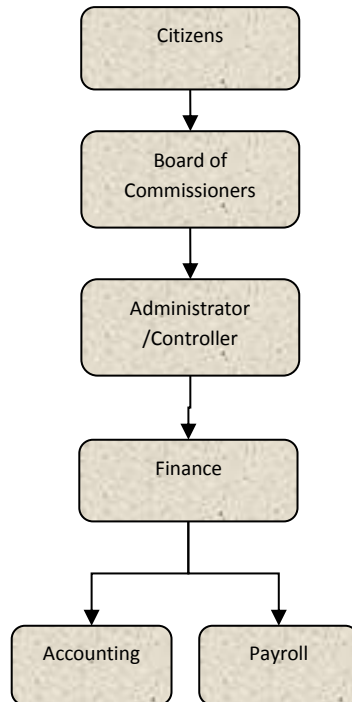 Citizens
Board of
Commissioners
Administrator
/Controller
Finance
Accounting
Payroll